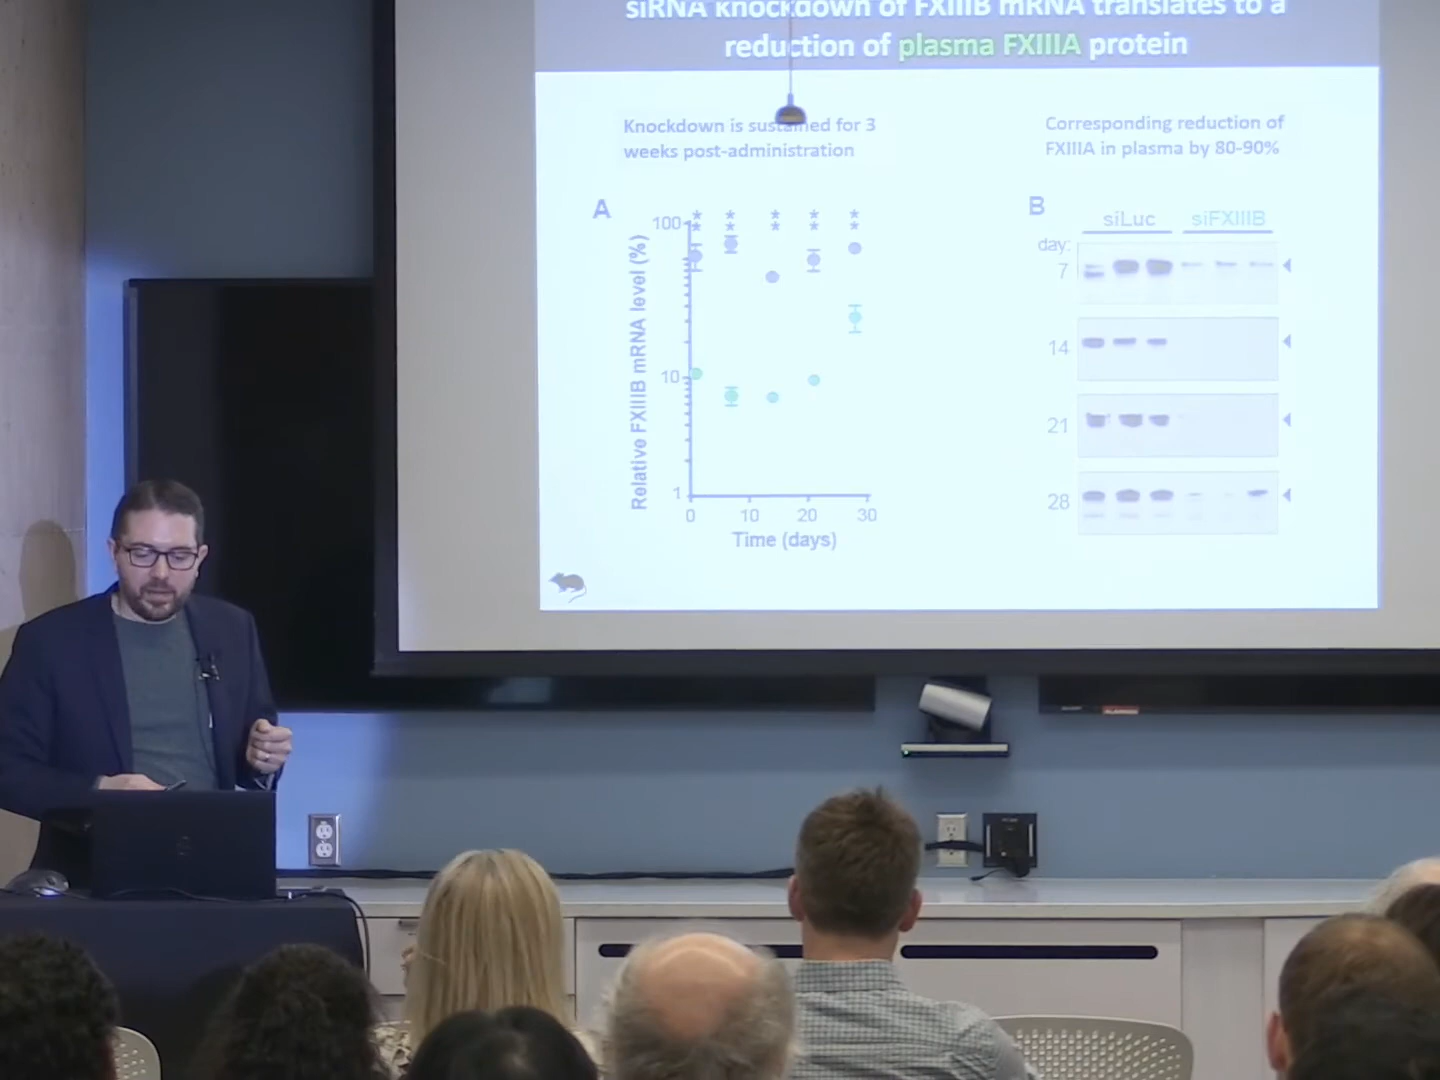 siRNA knockdown of FXIIIB mRNA translates to a
reduction of plasma FXIIIA protein
Knockdown is sustained for 3
weeks post-administration
Corresponding reduction of
FXIIIA in plasma by 80-90%
A
Relative FXIIIB mRNA level (%)
100
* * * * *
* * * * *
10
1
0 10 20 30
Time (days)
B
siLuc siFXIIIB
day:
7
14
21
28